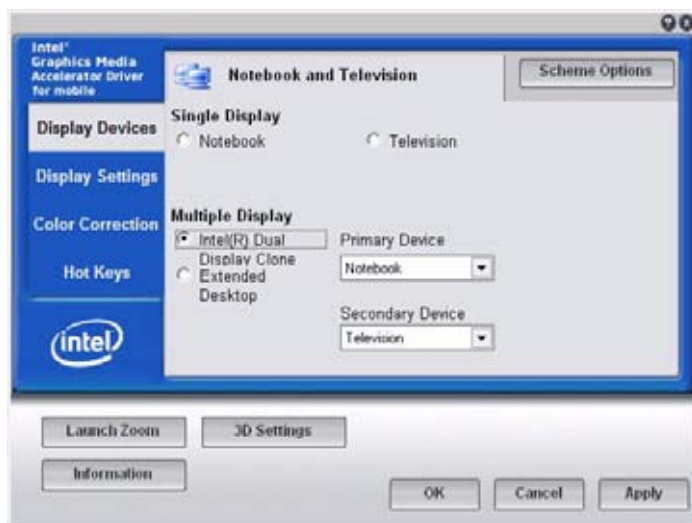 Intel®
Graphics Media
Accelerator Driver
for mobile
Notebook and Television
Scheme Options
Display Devices
Display Settings
Color Correction
Hot Keys
intel
Single Display
Notebook
Television
Multiple Display
Intel(R) Dual
Display Clone
Extended
Desktop
Primary Device
Notebook
Secondary Device
Television
Launch Zoom
3D Settings
Information
OK
Cancel
Apply